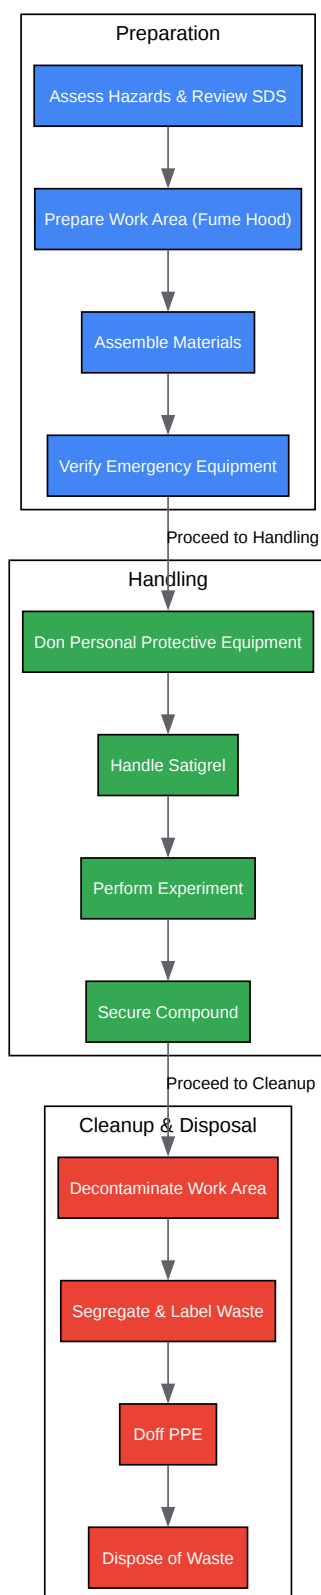 Preparation
Assess Hazards & Review SDS
Prepare Work Area (Fume Hood)
Assemble Materials
Verify Emergency Equipment
Proceed to Handling
Handling
Don Personal Protective Equipment
Handle Satigrel
Perform Experiment
Secure Compound
Proceed to Cleanup
Cleanup & Disposal
Decontaminate Work Area
Segregate & Label Waste
Doff PPE
Dispose of Waste